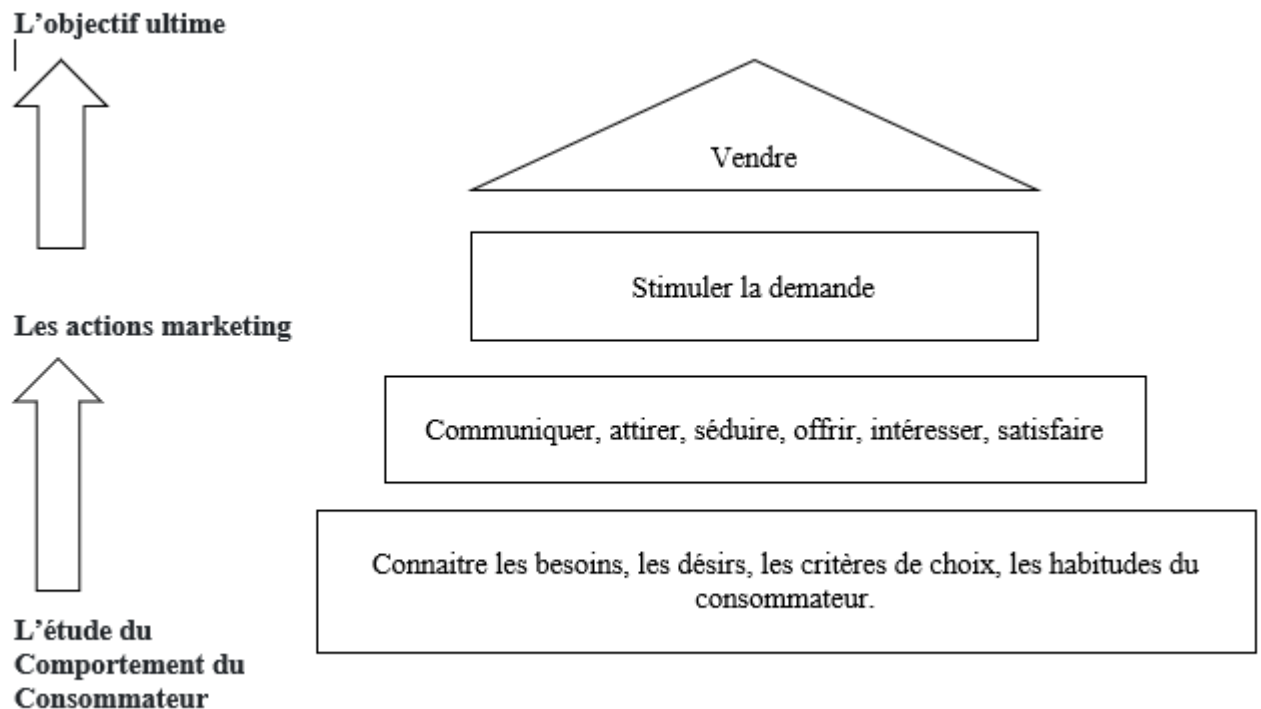 L’objectif ultime
Vendre
Stimuler la demande
Les actions marketing
Communiquer, attirer, séduire, offrir, intéresser, satisfaire
Connaitre les besoins, les désirs, les critères de choix, les habitudes du
consommateur.
L’étude du
Comportement du
Consommateur